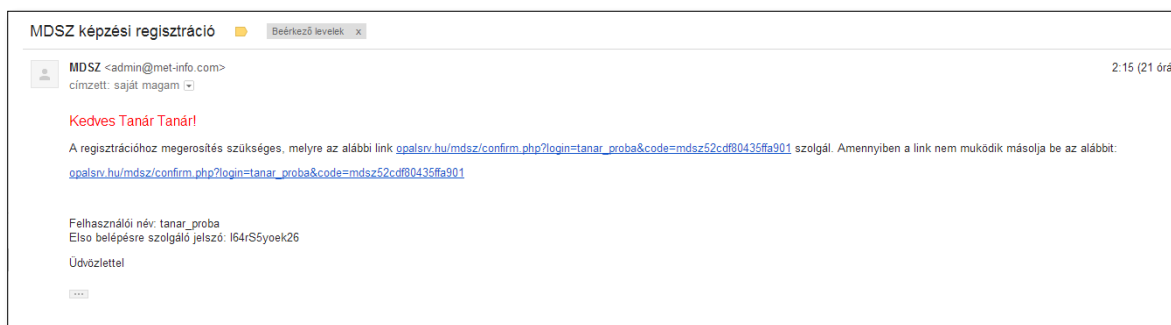 MDSZ képzési regisztráció Beérkező levelek x
MDSZ <admin@met-info.com> 2:15 (21 órá
címzett: saját magam
Kedves Tanár Tanár!
A regisztrációhoz megerosítés szükséges, melyre az alábbi link opalsrv.hu/mdsz/confirm.php?login=tanar_proba&code=mdsz52cdf80435ffa901 szolgál. Amennyiben a link nem muködik másolja be az alábbit:
opalsrv.hu/mdsz/confirm.php?login=tanar_proba&code=mdsz52cdf80435ffa901
Felhasználói név: tanar_proba
Elso belépésre szolgáló jelszó: I64rS5yoek26
Üdvözlettel